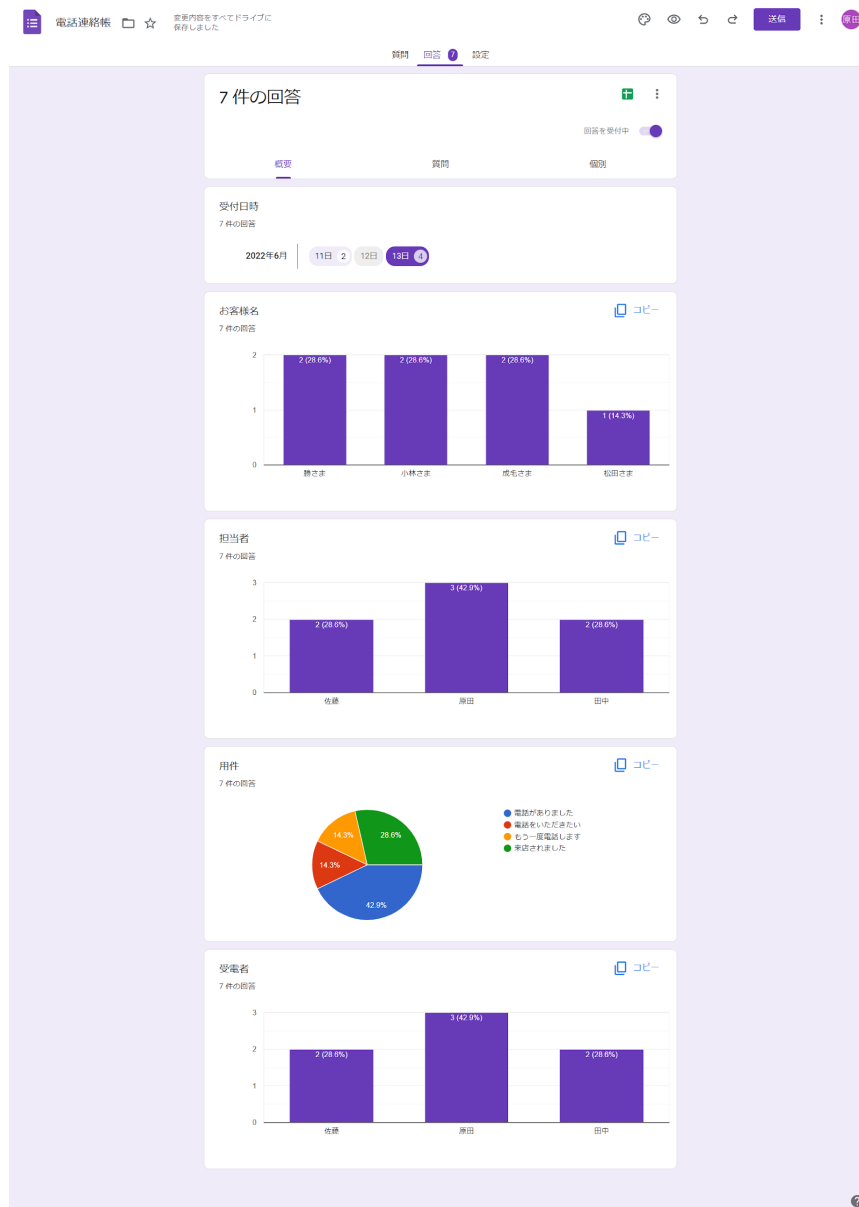 電話連絡帳
変更内容をすべてドライブに
保存しました
送信
原田
質問 回答 7 設定
7 件の回答
回答を受付中
概要 質問 個別
受付日時
7 件の回答
2022年6月 11日 2 12日 13日 4
お客様名
コピー
7 件の回答
2
1
0
2 (28.6%) 2 (28.6%) 2 (28.6%) 1 (14.3%)
勝さま 小林さま 成毛さま 松田さま
担当者
コピー
7 件の回答
3
2
1
0
2 (28.6%) 3 (42.9%) 2 (28.6%)
佐藤 原田 田中
用件
コピー
7 件の回答
14.3% 28.6%
14.3%
42.9%
電話がありました
電話をいただきたい
もう一度電話します
来店されました
受電者
コピー
7 件の回答
3
2
1
0
2 (28.6%) 3 (42.9%) 2 (28.6%)
佐藤 原田 田中